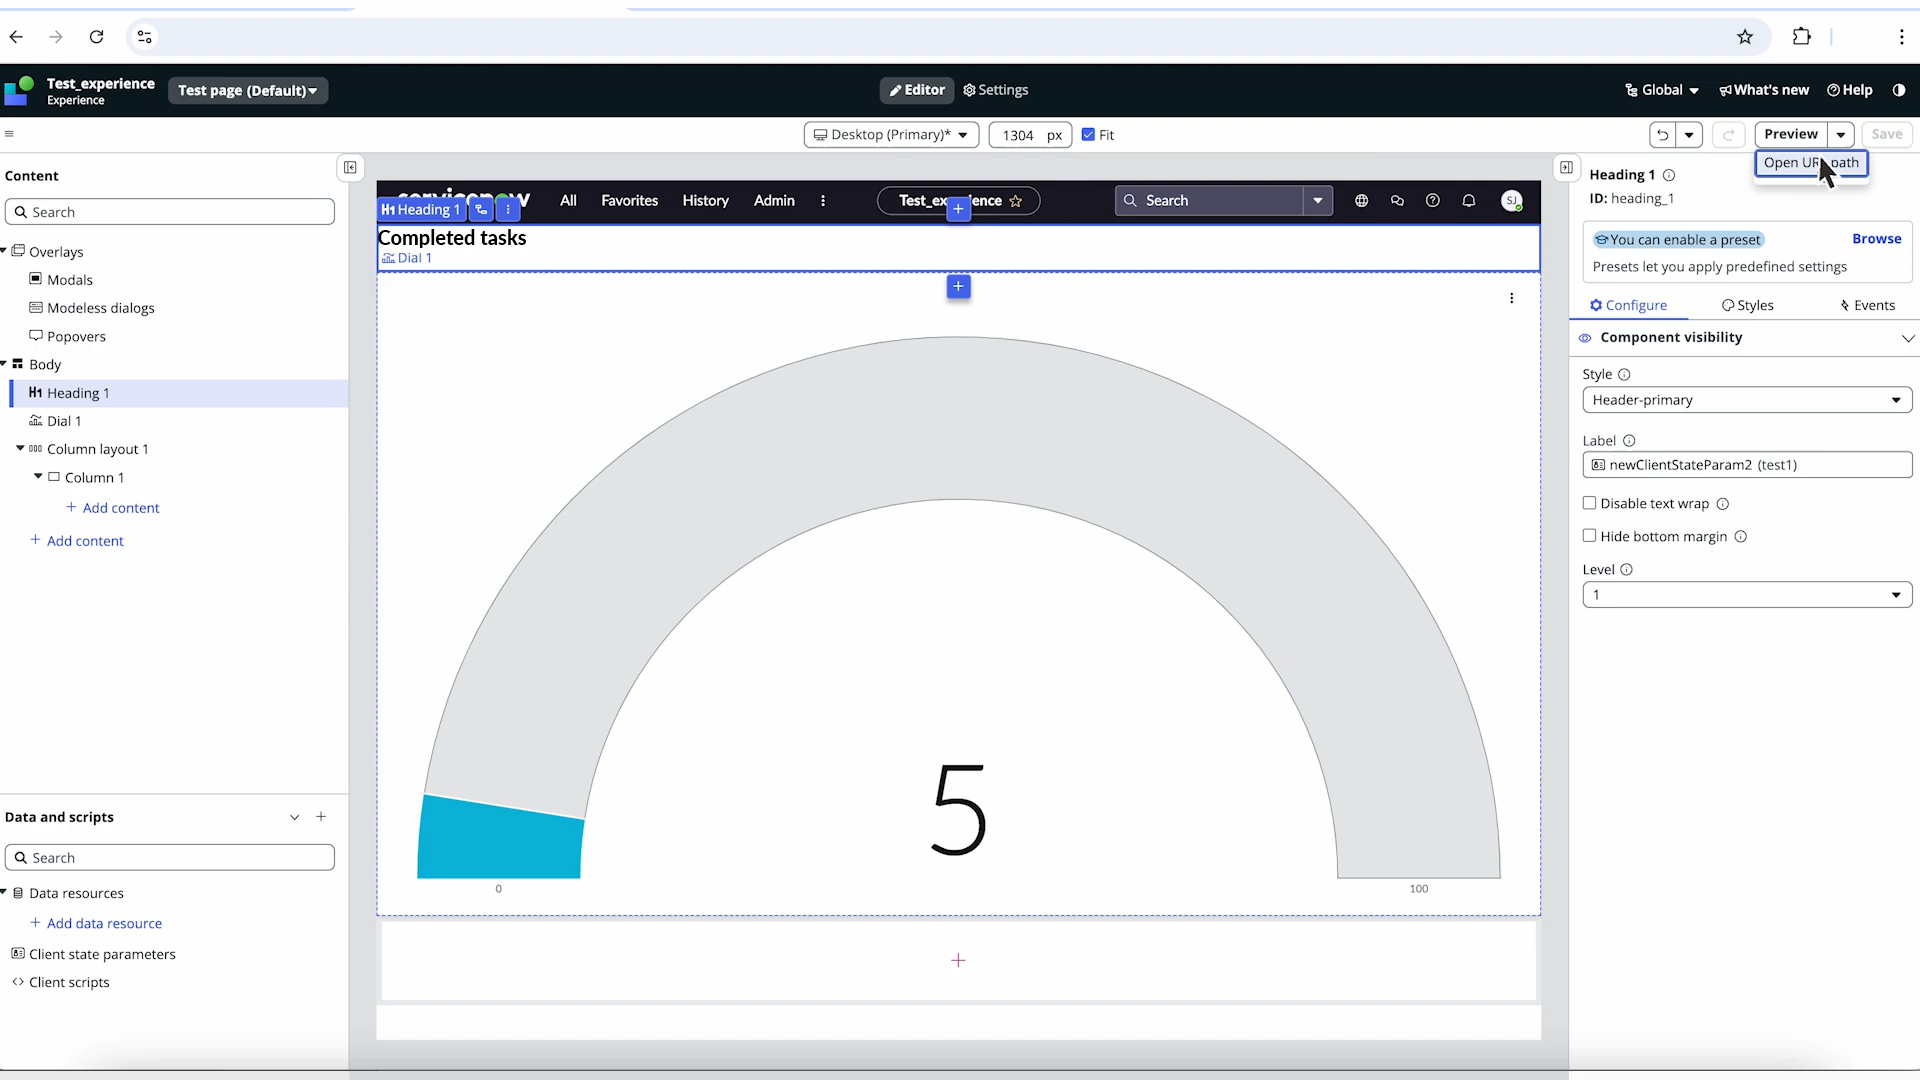 Test_experience
Experience
Test page (Default)
Editor
Settings
Global
What's new
Help
Desktop (Primary)*
1304 px
Fit
Preview
Save
Open URL path
Content
Search
Overlays
Modals
Modeless dialogs
Popovers
Body
H1 Heading 1
Dial 1
Column layout 1
Column 1
+ Add content
+ Add content
Data and scripts
Search
Data resources
+ Add data resource
Client state parameters
Client scripts
servicenow
All
Favorites
History
Admin
Test_experience
Search
SJ
H1 Heading 1
Completed tasks
Dial 1
5
0
100
Heading 1
ID: heading_1
You can enable a preset
Browse
Presets let you apply predefined settings
Configure
Styles
Events
Component visibility
Style
Header-primary
Label
newClientStateParam2 (test1)
Disable text wrap
Hide bottom margin
Level
1